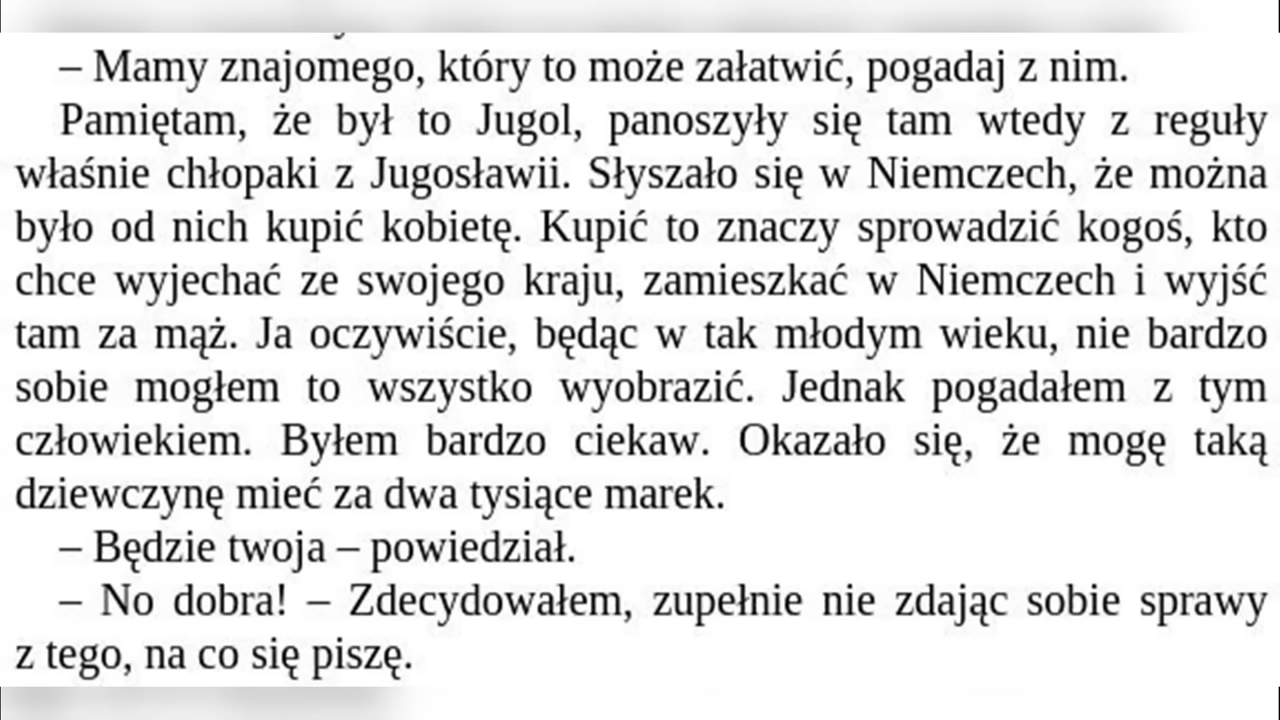 – Mamy znajomego, który to może załatwić, pogadaj z nim.
Pamiętam, że był to Jugol, panoszyły się tam wtedy z reguły
właśnie chłopaki z Jugosławii. Słyszało się w Niemczech, że można
było od nich kupić kobietę. Kupić to znaczy sprowadzić kogoś, kto
chce wyjechać ze swojego kraju, zamieszkać w Niemczech i wyjść
tam za mąż. Ja oczywiście, będąc w tak młodym wieku, nie bardzo
sobie mogłem to wszystko wyobrazić. Jednak pogadałem z tym
człowiekiem. Byłem bardzo ciekaw. Okazało się, że mogę taką
dziewczynę mieć za dwa tysiące marek.
– Będzie twoja – powiedział.
– No dobra! – Zdecydowałem, zupełnie nie zdając sobie sprawy
z tego, na co się piszę.